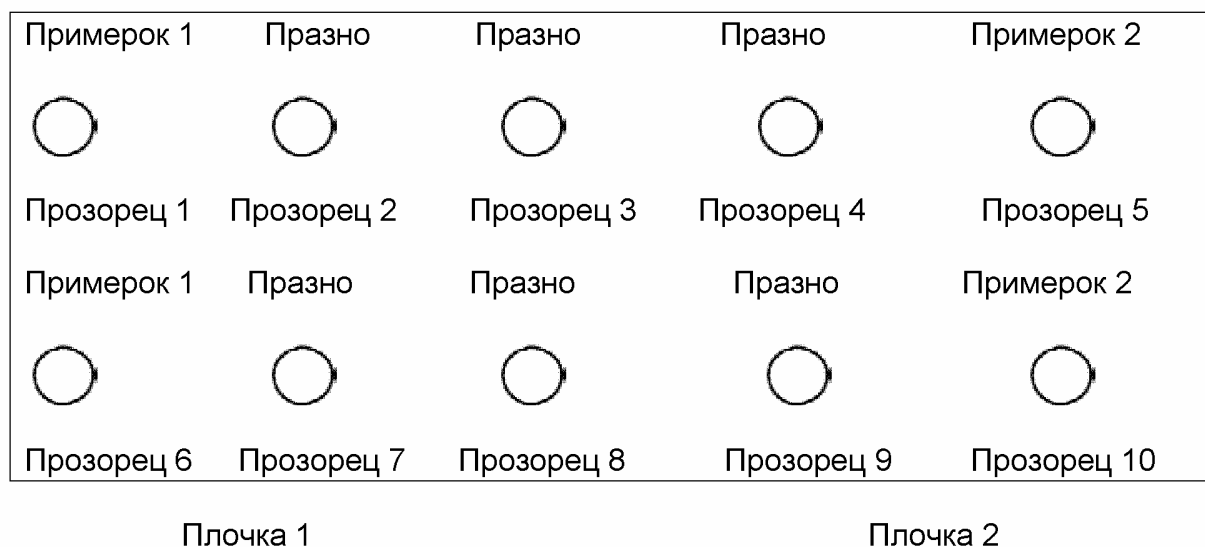 Примерок 1 Празно Празно Празно Примерок 2
Прозорец 1 Прозорец 2 Прозорец 3 Прозорец 4 Прозорец 5
Примерок 1 Празно Празно Празно Примерок 2
Прозорец 6 Прозорец 7 Прозорец 8 Прозорец 9 Прозорец 10
Плочка 1 Плочка 2